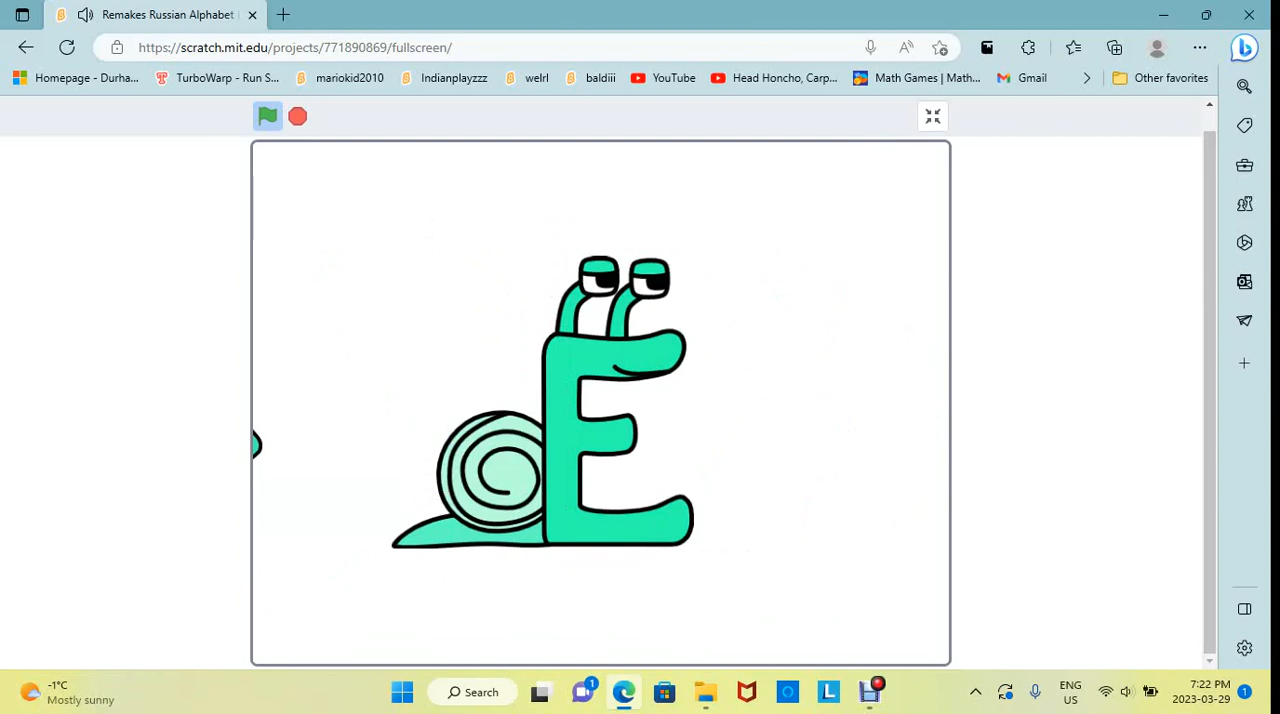 Remakes Russian Alphabet
https://scratch.mit.edu/projects/771890869/fullscreen/
Homepage - Durha... TurboWarp - Run S... mariokid2010 Indianplayzzz welrl baldiii YouTube Head Honcho, Carp... Math Games | Math... Gmail Other favorites
E
-1°C
Mostly sunny
Search
1
L
ENG
US
7:22 PM
2023-03-29
1